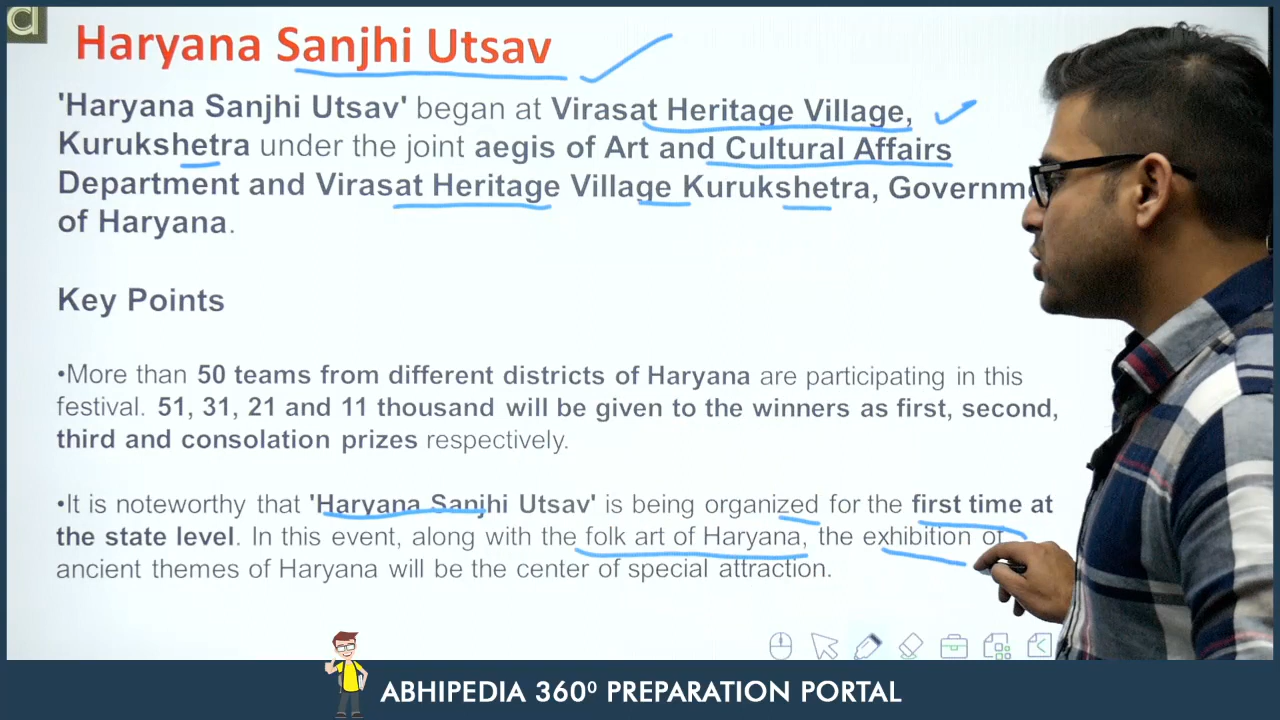 a
Haryana Sanjhi Utsav
'Haryana Sanjhi Utsav' began at Virasat Heritage Village,
Kurukshetra under the joint aegis of Art and Cultural Affairs
Department and Virasat Heritage Village Kurukshetra, Governme
of Haryana.
Key Points
•More than 50 teams from different districts of Haryana are participating in this
festival. 51, 31, 21 and 11 thousand will be given to the winners as first, second,
third and consolation prizes respectively.
•It is noteworthy that 'Haryana Sanjhi Utsav' is being organized for the first time at
the state level. In this event, along with the folk art of Haryana, the exhibition of
ancient themes of Haryana will be the center of special attraction.
ABHIPEDIA 360⁰ PREPARATION PORTAL